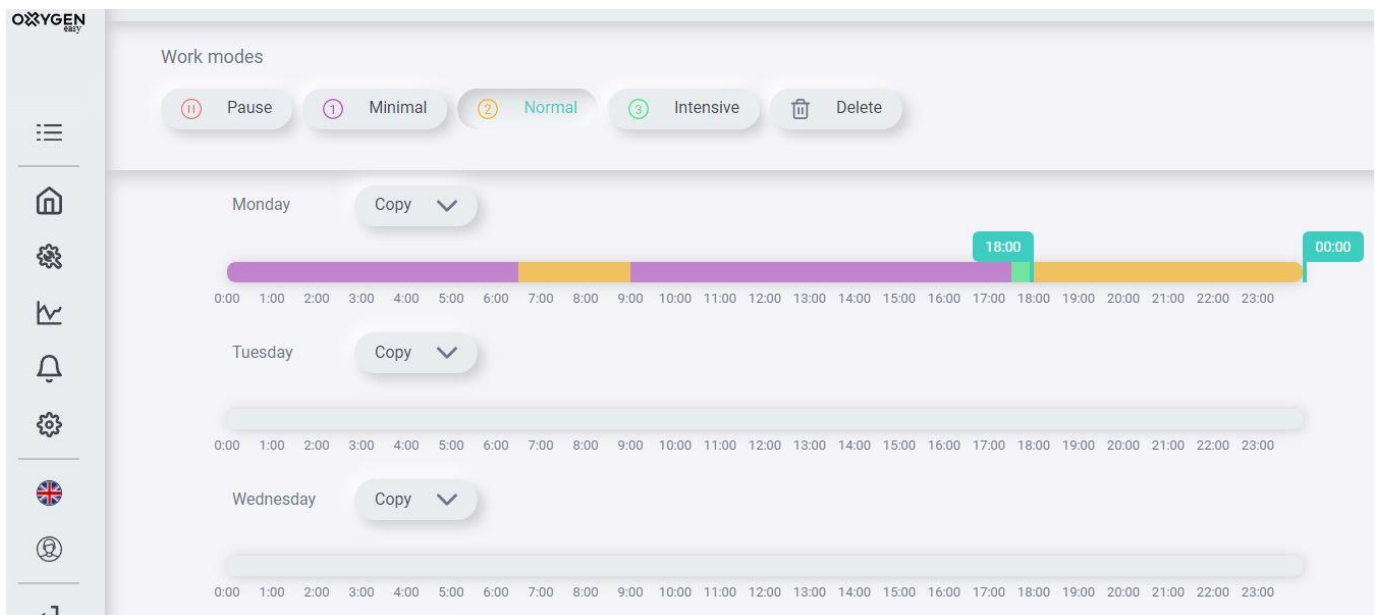 OXYGEN
easy
Work modes
Pause 1 Minimal 2 Normal 3 Intensive Delete
Monday Copy
18:00 00:00
0:00 1:00 2:00 3:00 4:00 5:00 6:00 7:00 8:00 9:00 10:00 11:00 12:00 13:00 14:00 15:00 16:00 17:00 18:00 19:00 20:00 21:00 22:00 23:00
Tuesday Copy
0:00 1:00 2:00 3:00 4:00 5:00 6:00 7:00 8:00 9:00 10:00 11:00 12:00 13:00 14:00 15:00 16:00 17:00 18:00 19:00 20:00 21:00 22:00 23:00
Wednesday Copy
0:00 1:00 2:00 3:00 4:00 5:00 6:00 7:00 8:00 9:00 10:00 11:00 12:00 13:00 14:00 15:00 16:00 17:00 18:00 19:00 20:00 21:00 22:00 23:00